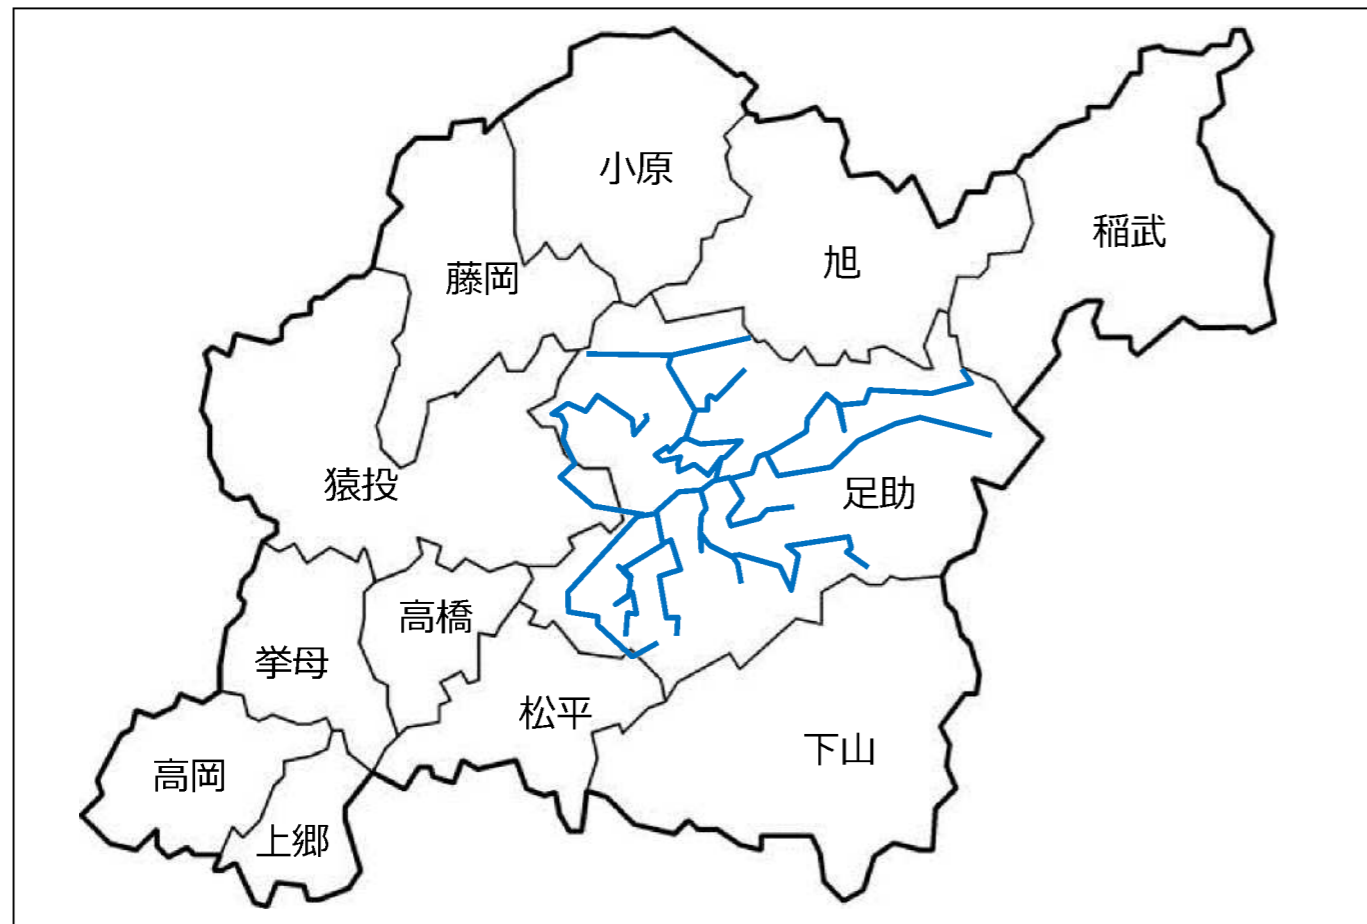 小原
稲武
旭
藤岡
猿投
足助
高橋
挙母
松平
下山
高岡
上郷